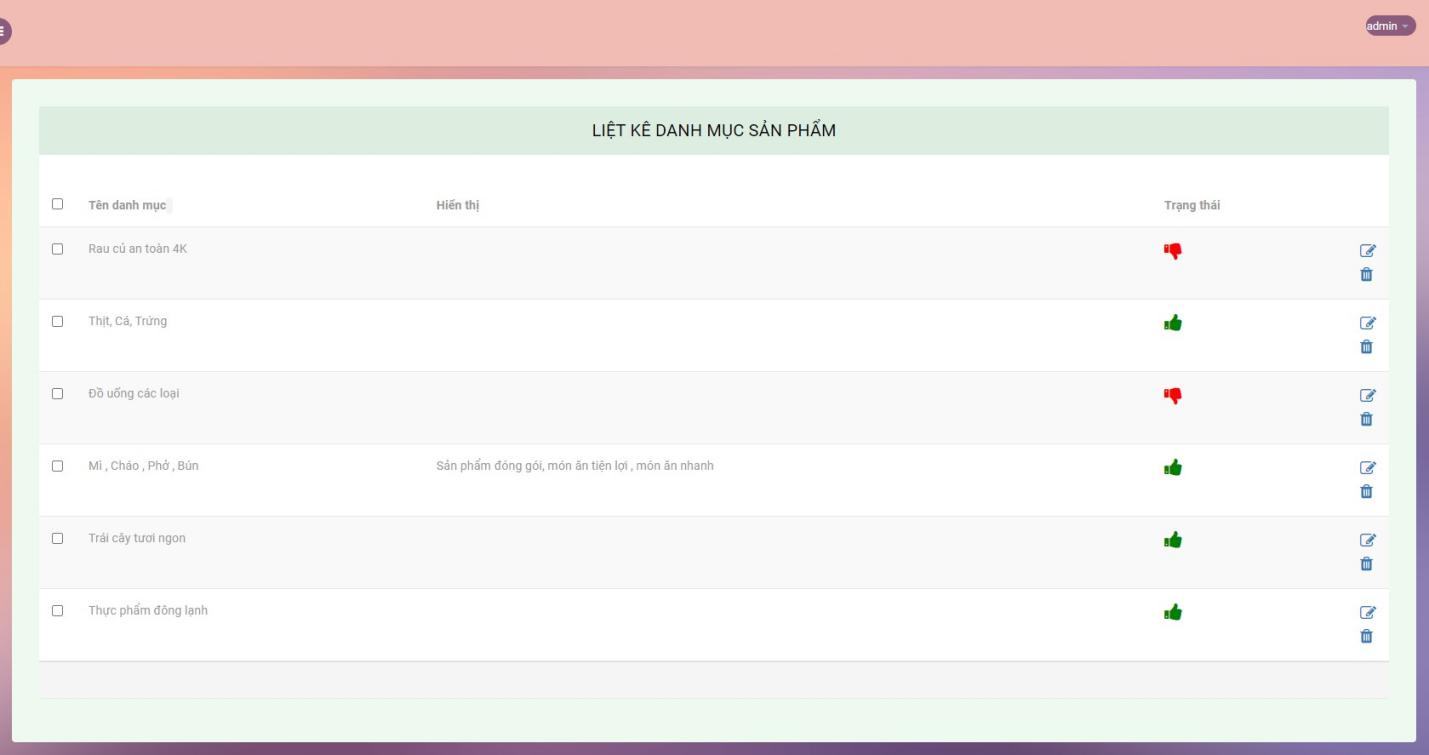 admin
LIỆT KÊ DANH MỤC SẢN PHẨM
Tên danh mục Hiển thị Trạng thái
Rau củ an toàn 4K
Thịt, Cá, Trứng
Đồ uống các loại
Mì , Cháo , Phở , Bún Sản phẩm đóng gói, món ăn tiện lợi , món ăn nhanh
Trái cây tươi ngon
Thực phẩm đông lạnh